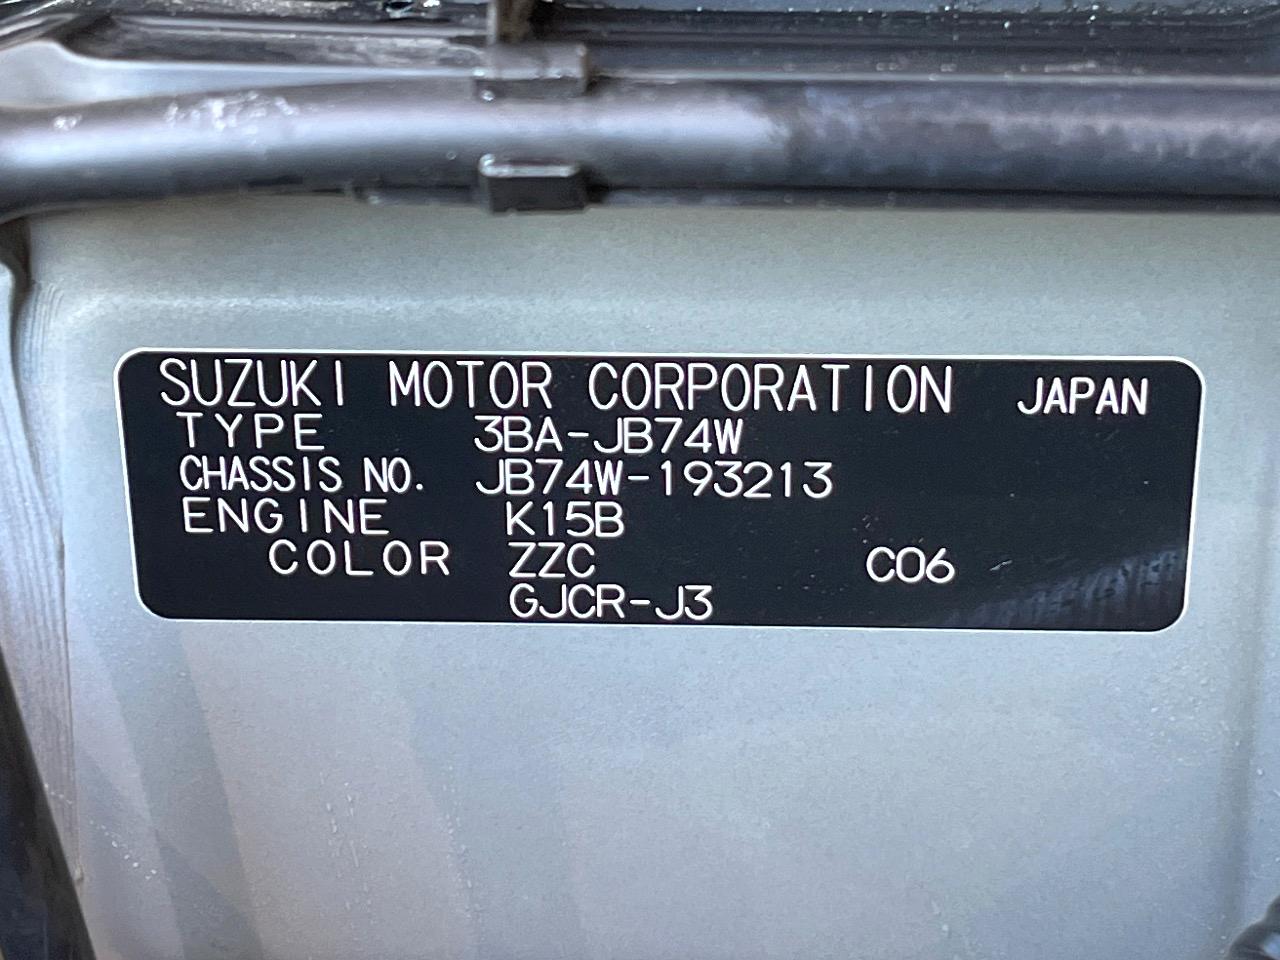 SUZUKI MOTOR CORPORATION JAPAN
TYPE 3BA-JB74W
CHASSIS NO. JB74W-193213
ENGINE K15B
COLOR ZZC C06
GJCR-J3